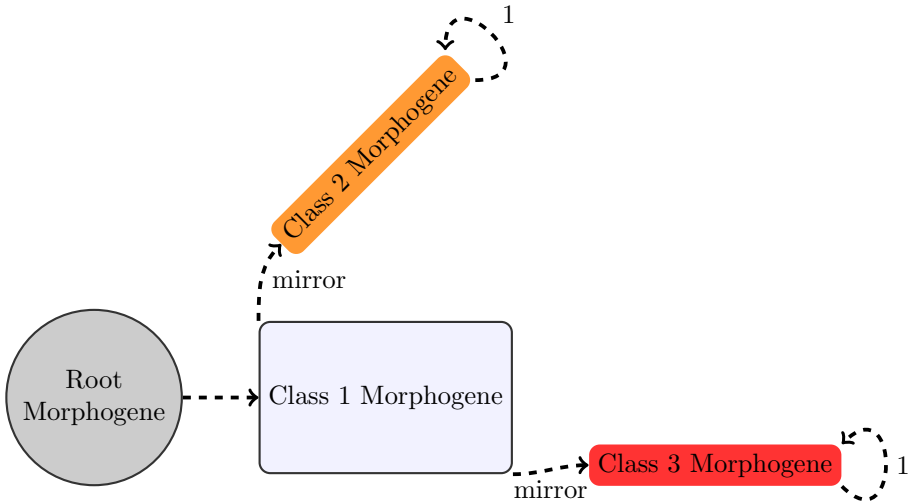 1
Class 2 Morphogene
mirror
Root
Morphogene
Class 1 Morphogene
Class 3 Morphogene
1
mirror